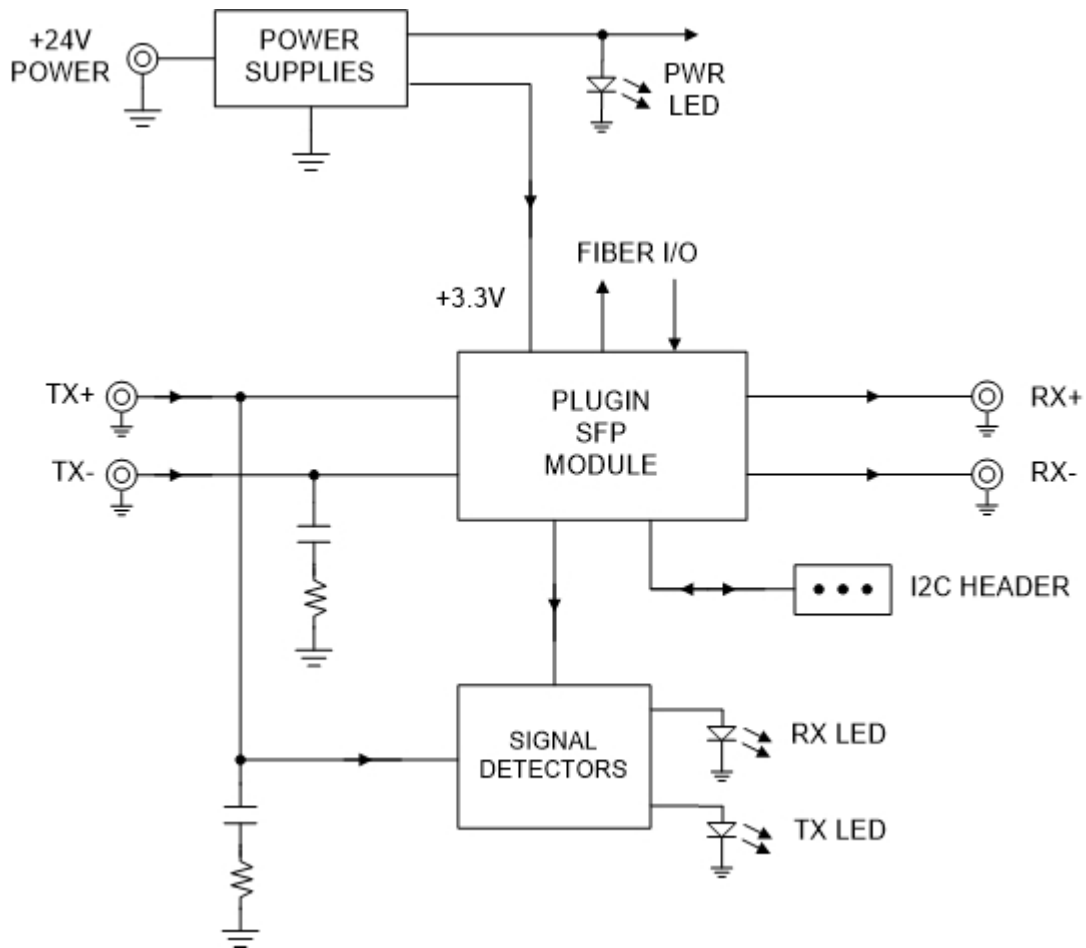 +24V
POWER
POWER
SUPPLIES
PWR
LED
FIBER I/O
+3.3V
TX+
TX-
PLUGIN
SFP
MODULE
RX+
RX-
I2C HEADER
SIGNAL
DETECTORS
RX LED
TX LED